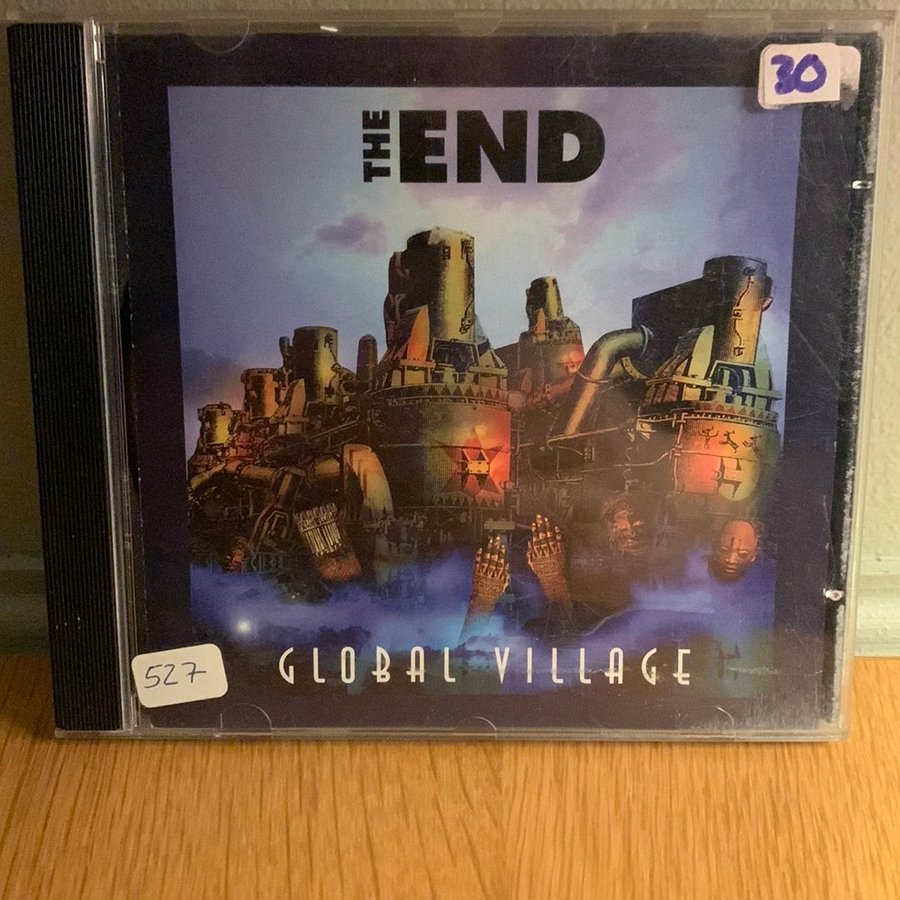 30
THE END
GLOBAL VILLAGE
527